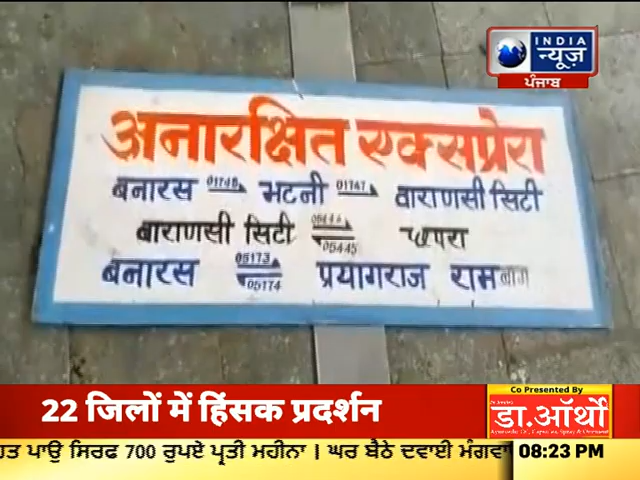 INDIA
न्यूज़
ਪੰਜਾਬ
अनारक्षित एक्सप्रेस
बनारस 01748 भटनी 01747 वाराणसी सिटी
वाराणसी सिटी 05445 छपरा
बनारस 05173 05174 प्रयागराज राम
22 जिलों में हिंसक प्रदर्शन
Co Presented By
डा.ऑर्थो
ਪਾਉ ਸਿਰਫ 700 ਰੁਪਏ ਪ੍ਰਤੀ ਮਹੀਨਾ । ਘਰ ਬੈਠੇ ਦਵਾਈ
08:23 PM